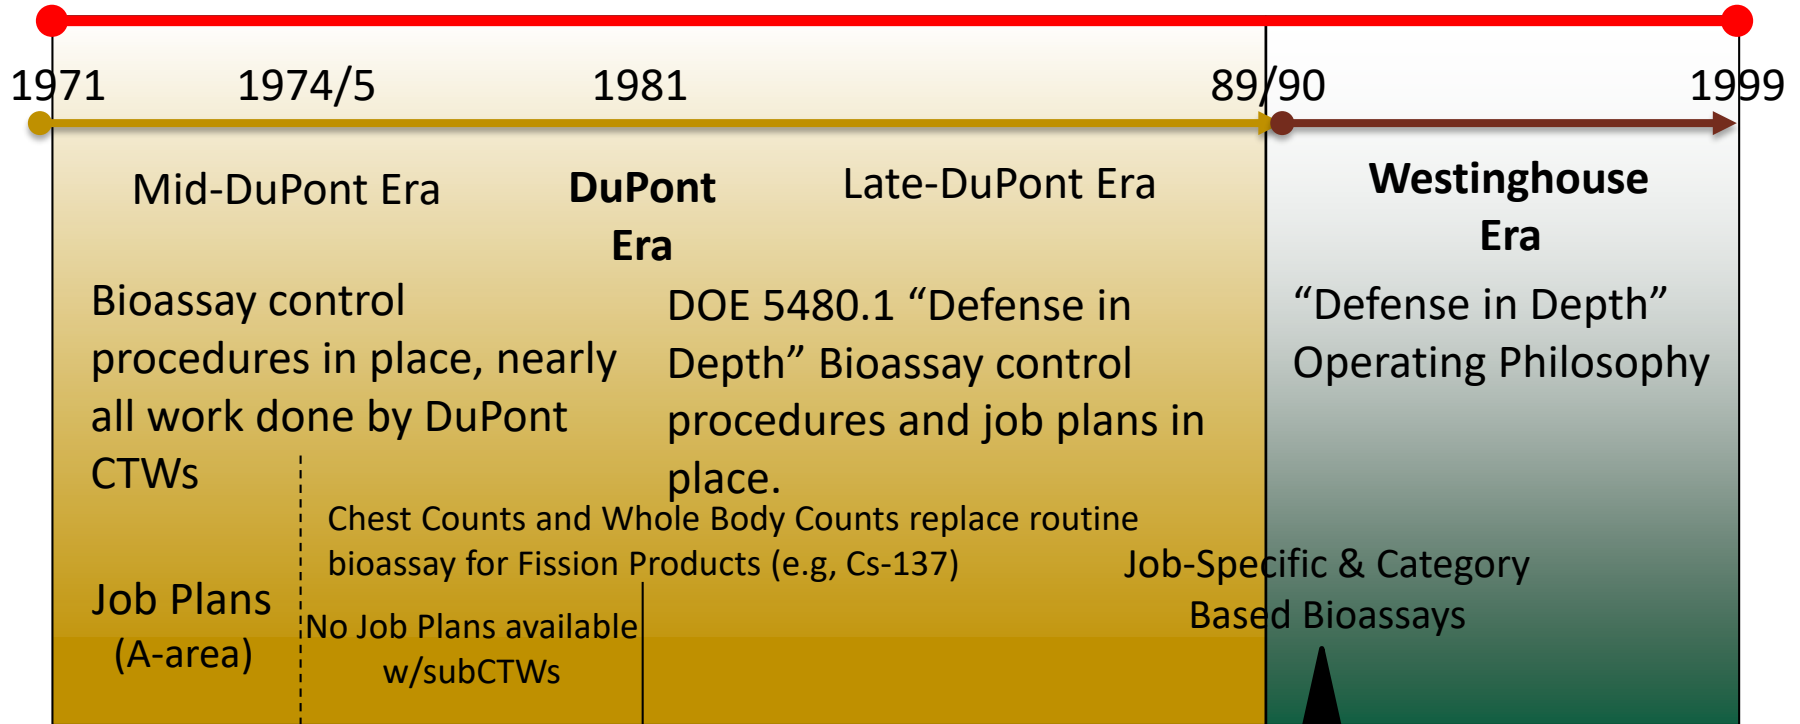 1971
1974/5
1981
89/90
1999
Mid-DuPont Era
DuPont
Era
Late-DuPont Era
Westinghouse
Era
Bioassay control
procedures in place, nearly
all work done by DuPont
CTWs
DOE 5480.1 “Defense in
Depth” Bioassay control
procedures and job plans in
place.
“Defense in Depth”
Operating Philosophy
Chest Counts and Whole Body Counts replace routine
bioassay for Fission Products (e.g, Cs-137)
Job-Specific & Category
Based Bioassays
Job Plans
(A-area)
No Job Plans available
w/subCTWs